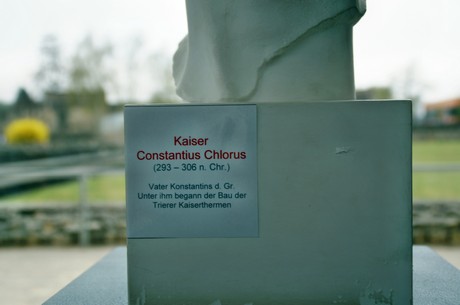 Kaiser
Constantius Chlorus
(293 – 306 n. Chr.)
Vater Konstantins d. Gr.
Unter ihm begann der Bau der
Trierer Kaiserthermen